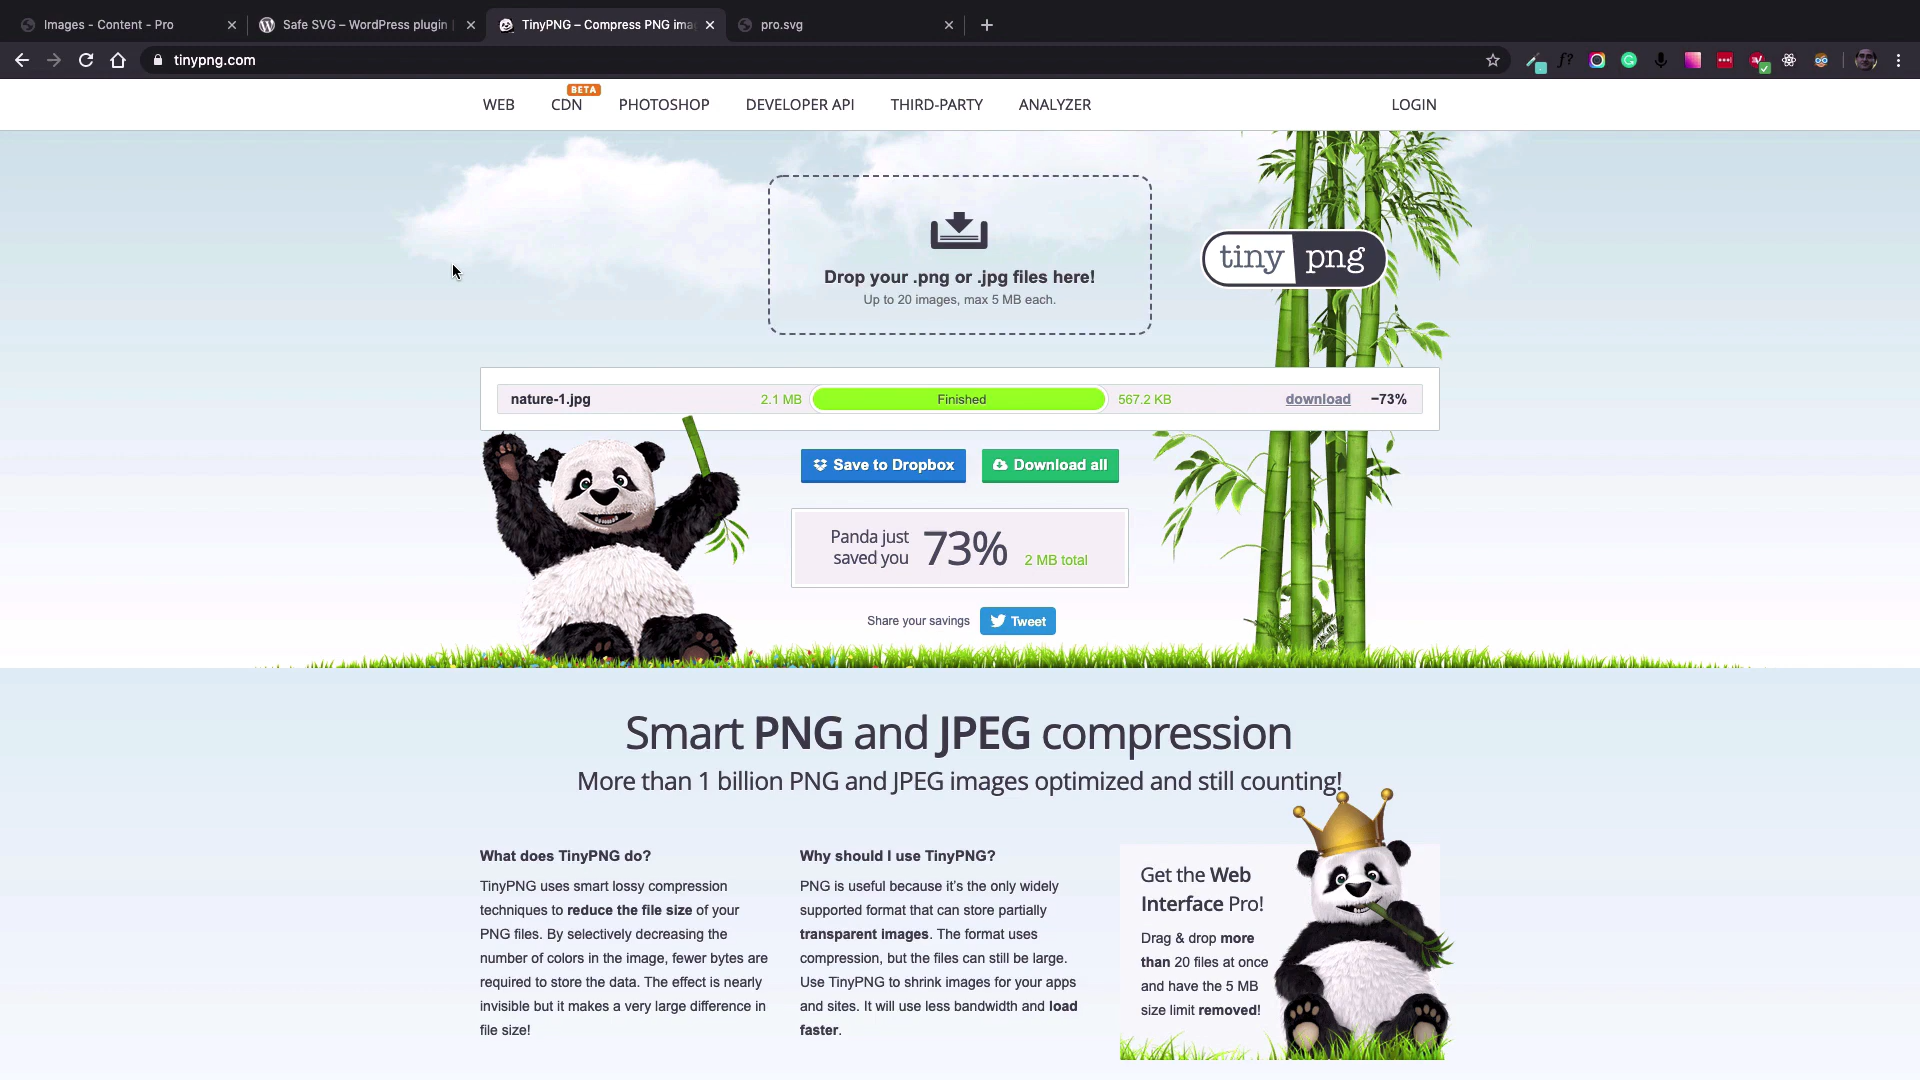 Images - Content - Pro
Safe SVG – WordPress plugin
TinyPNG – Compress PNG ima
pro.svg
tinypng.com
WEB
CDN
BETA
PHOTOSHOP
DEVELOPER API
THIRD-PARTY
ANALYZER
LOGIN
Drop your .png or .jpg files here!
Up to 20 images, max 5 MB each.
tiny png
nature-1.jpg 2.1 MB Finished 567.2 KB download −73%
Save to Dropbox
Download all
Panda just
saved you
73%
2 MB total
Share your savings
Tweet
Smart PNG and JPEG compression
More than 1 billion PNG and JPEG images optimized and still counting!
What does TinyPNG do?
TinyPNG uses smart lossy compression
techniques to reduce the file size of your
PNG files. By selectively decreasing the
number of colors in the image, fewer bytes are
required to store the data. The effect is nearly
invisible but it makes a very large difference in
file size!
Why should I use TinyPNG?
PNG is useful because it’s the only widely
supported format that can store partially
transparent images. The format uses
compression, but the files can still be large.
Use TinyPNG to shrink images for your apps
and sites. It will use less bandwidth and load
faster.
Get the Web
Interface Pro!
Drag & drop more
than 20 files at once
and have the 5 MB
size limit removed!